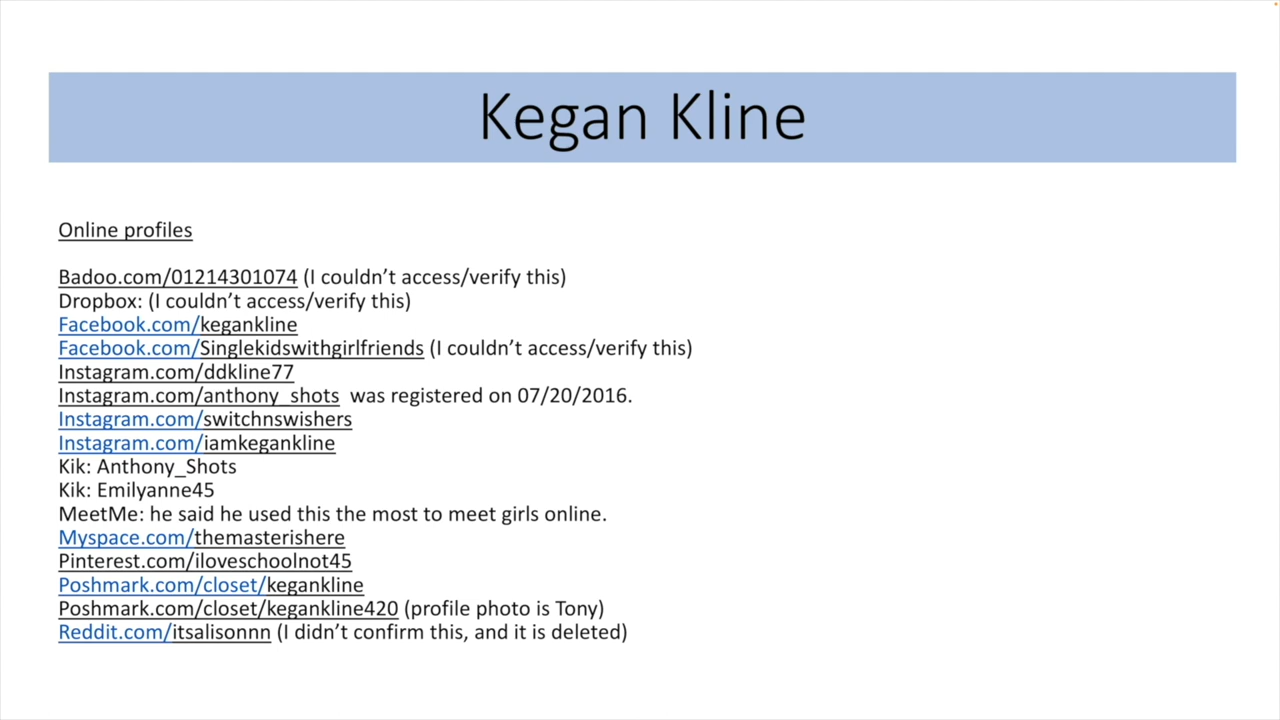 Kegan Kline
Online profiles
Badoo.com/01214301074 (I couldn’t access/verify this)
Dropbox: (I couldn’t access/verify this)
Facebook.com/kegankline
Facebook.com/Singlekidswithgirlfriends (I couldn’t access/verify this)
Instagram.com/ddkline77
Instagram.com/anthony_shots was registered on 07/20/2016.
Instagram.com/switchnswishers
Instagram.com/iamkegankline
Kik: Anthony_Shots
Kik: Emilyanne45
MeetMe: he said he used this the most to meet girls online.
Myspace.com/themasterishere
Pinterest.com/iloveschoolnot45
Poshmark.com/closet/kegankline
Poshmark.com/closet/kegankline420 (profile photo is Tony)
Reddit.com/itsalisonnn (I didn’t confirm this, and it is deleted)